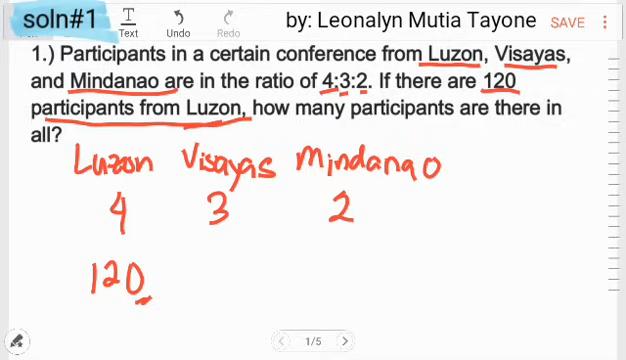 soln#1
by: Leonalyn Mutia Tayone
SAVE
Text
Undo
Redo
1.) Participants in a certain conference from Luzon, Visayas,
and Mindanao are in the ratio of 4:3:2. If there are 120
participants from Luzon, how many participants are there in
all?
Luzon Visayas Mindanao
4 3 2
120
1/5